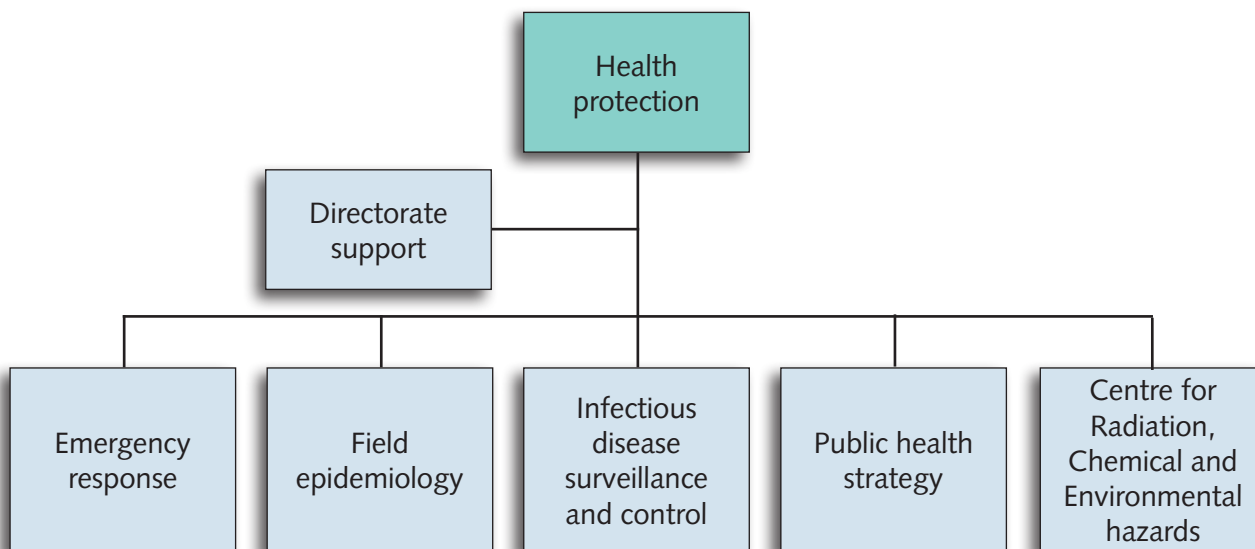 Health
protection
Directorate
support
Emergency
response
Field
epidemiology
Infectious
disease
surveillance
and control
Public health
strategy
Centre for
Radiation,
Chemical and
Environmental
hazards